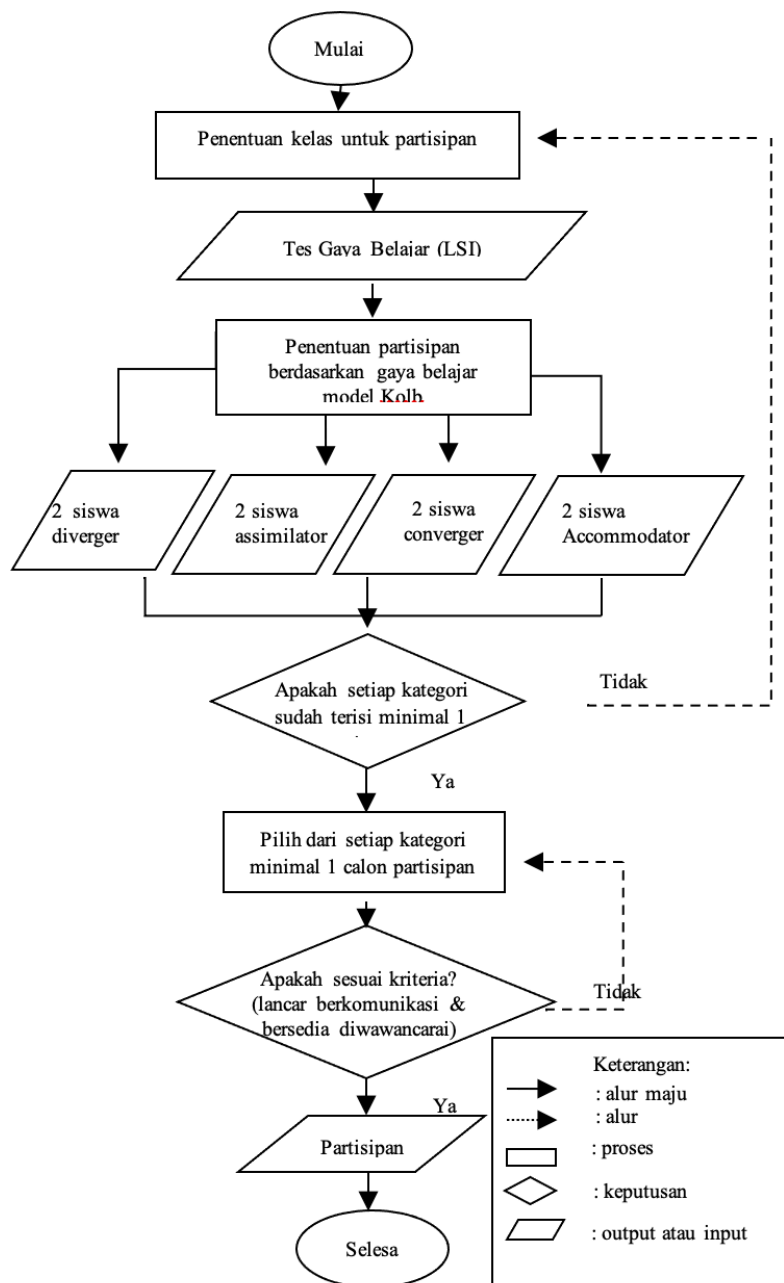 Mulai
Penentuan kelas untuk partisipan
Tes Gaya Belajar (LSI)
Penentuan partisipan
berdasarkan gaya belajar
model Kolb
2 siswa
diverger
2 siswa
assimilator
2 siswa
converger
2 siswa
Accommodator
Apakah setiap kategori
sudah terisi minimal 1
Tidak
Ya
Pilih dari setiap kategori
minimal 1 calon partisipan
Apakah sesuai kriteria?
(lancar berkomunikasi &
bersedia diwawancarai)
Tidak
Ya
Partisipan
Selesa
Keterangan:
: alur maju
: alur
: proses
: keputusan
: output atau input